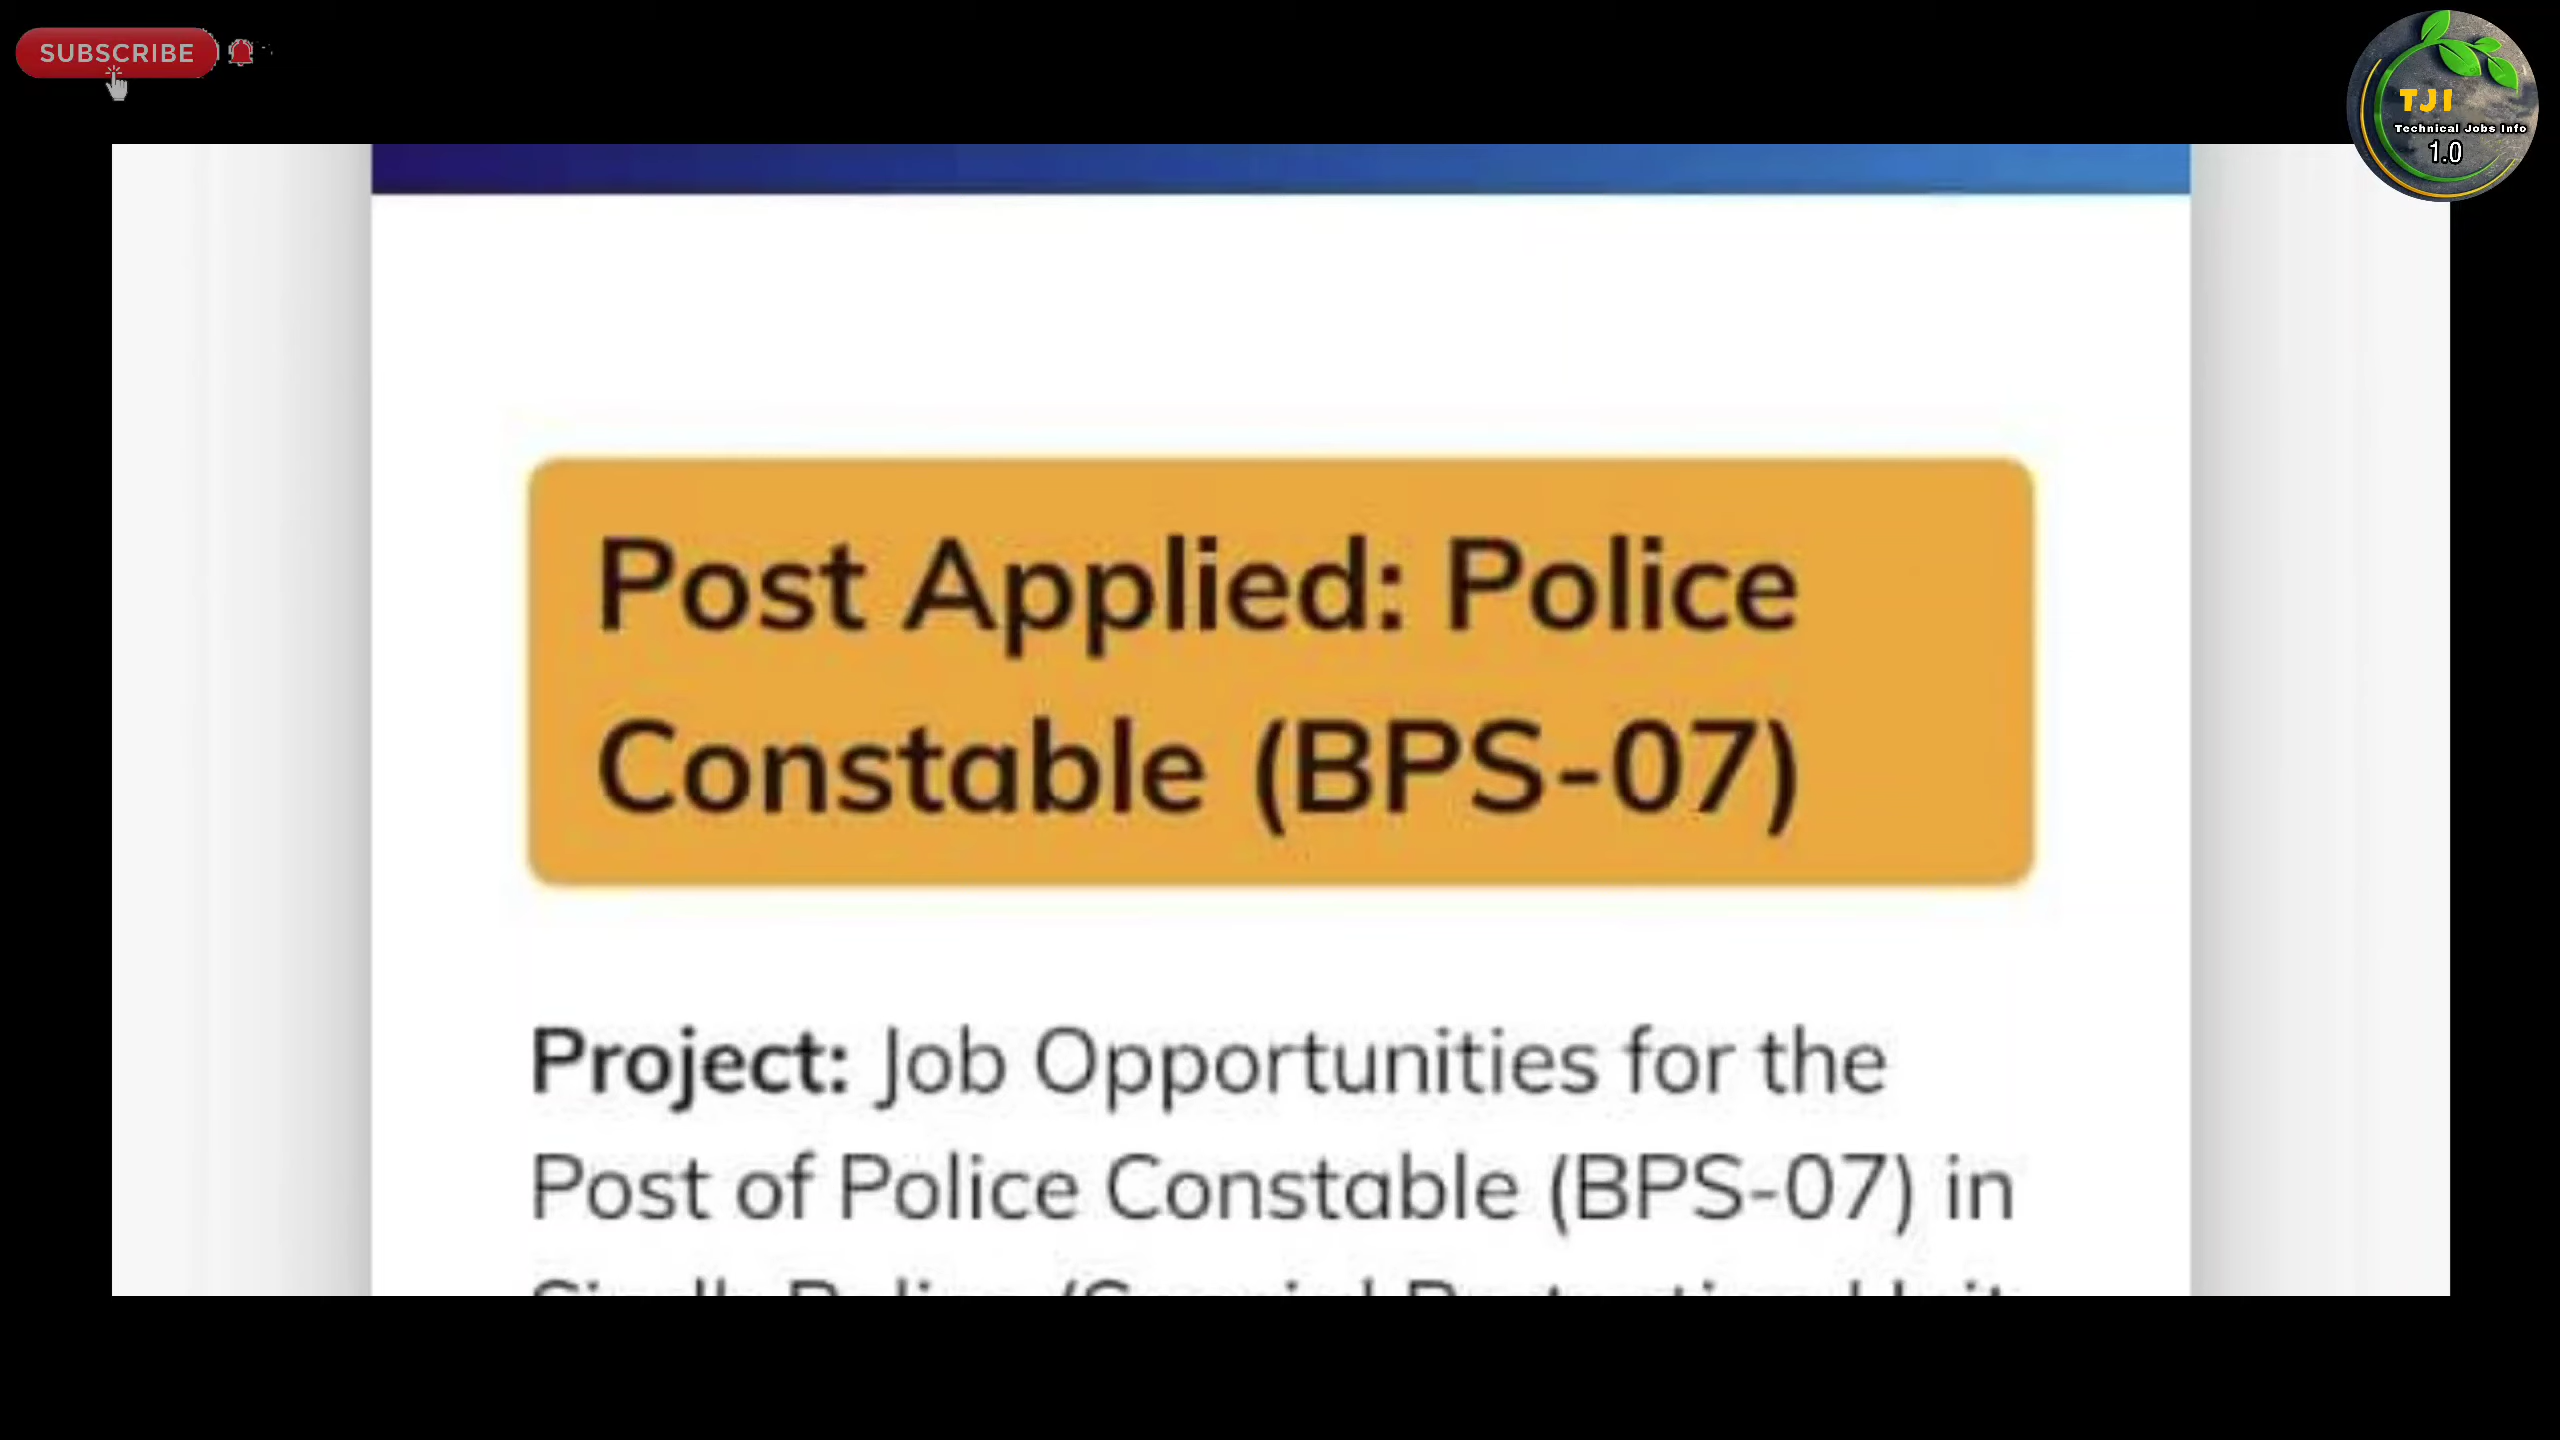 SUBSCRIBE
TJI
Technical Jobs Info
1.0
Post Applied: Police
Constable (BPS-07)
Project: Job Opportunities for the
Post of Police Constable (BPS-07) in